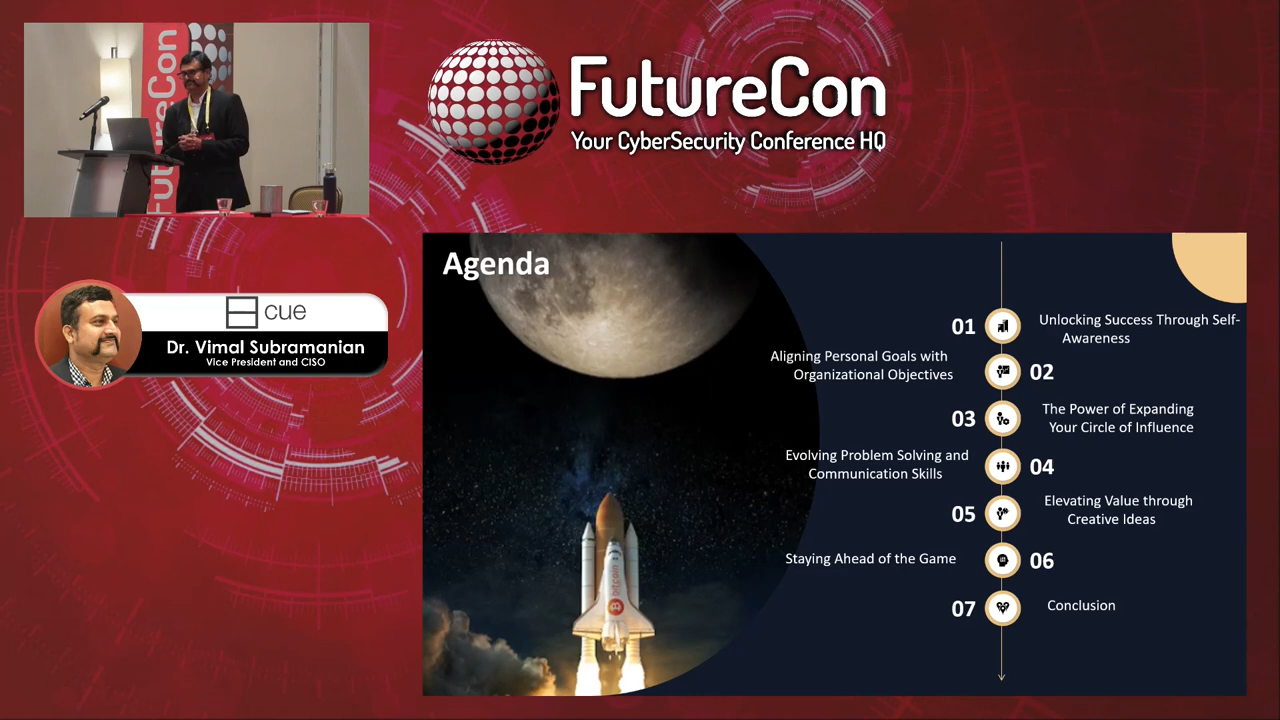 FutureCon
FutureCon
Your CyberSecurity Conference HQ
cue
Dr. Vimal Subramanian
Vice President and CISO
Agenda
01
Unlocking Success Through Self-
Awareness
Aligning Personal Goals with
Organizational Objectives
02
03
The Power of Expanding
Your Circle of Influence
Evolving Problem Solving and
Communication Skills
04
05
Elevating Value through
Creative Ideas
Staying Ahead of the Game
06
07
Conclusion
bitcoin